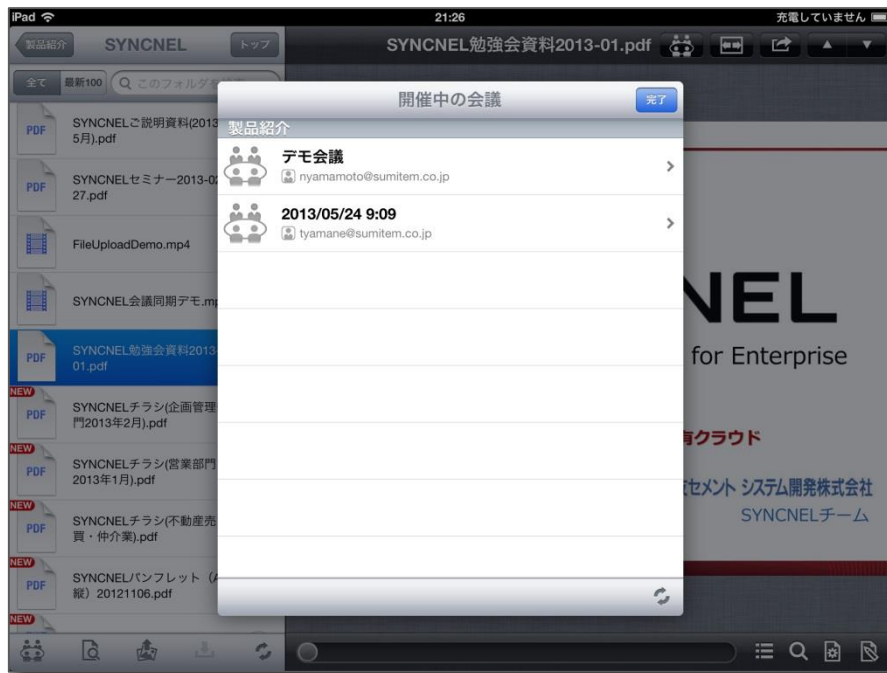 iPad
21:26
充電していません
製品紹介
SYNCNEL
トップ
SYNCNEL勉強会資料2013-01.pdf
全て
最新100
このフォルダを
PDF
SYNCNELご説明資料(2013
5月).pdf
PDF
SYNCNELセミナー2013-02
27.pdf
FileUploadDemo.mp4
SYNCNEL会議同期デモ.m
PDF
SYNCNEL勉強会資料2013-
01.pdf
NEW
PDF
SYNCNELチラシ(企画管理
門2013年2月).pdf
NEW
PDF
SYNCNELチラシ(営業部門
2013年1月).pdf
NEW
PDF
SYNCNELチラシ(不動産売
買・仲介業).pdf
NEW
PDF
SYNCNELパンフレット（A
縦）20121106.pdf
NEW
開催中の会議
完了
製品紹介
デモ会議
nyamamoto@sumitem.co.jp
2013/05/24 9:09
tyamane@sumitem.co.jp
NEL
for Enterprise
有クラウド
セメント システム開発株式会社
SYNCNELチーム